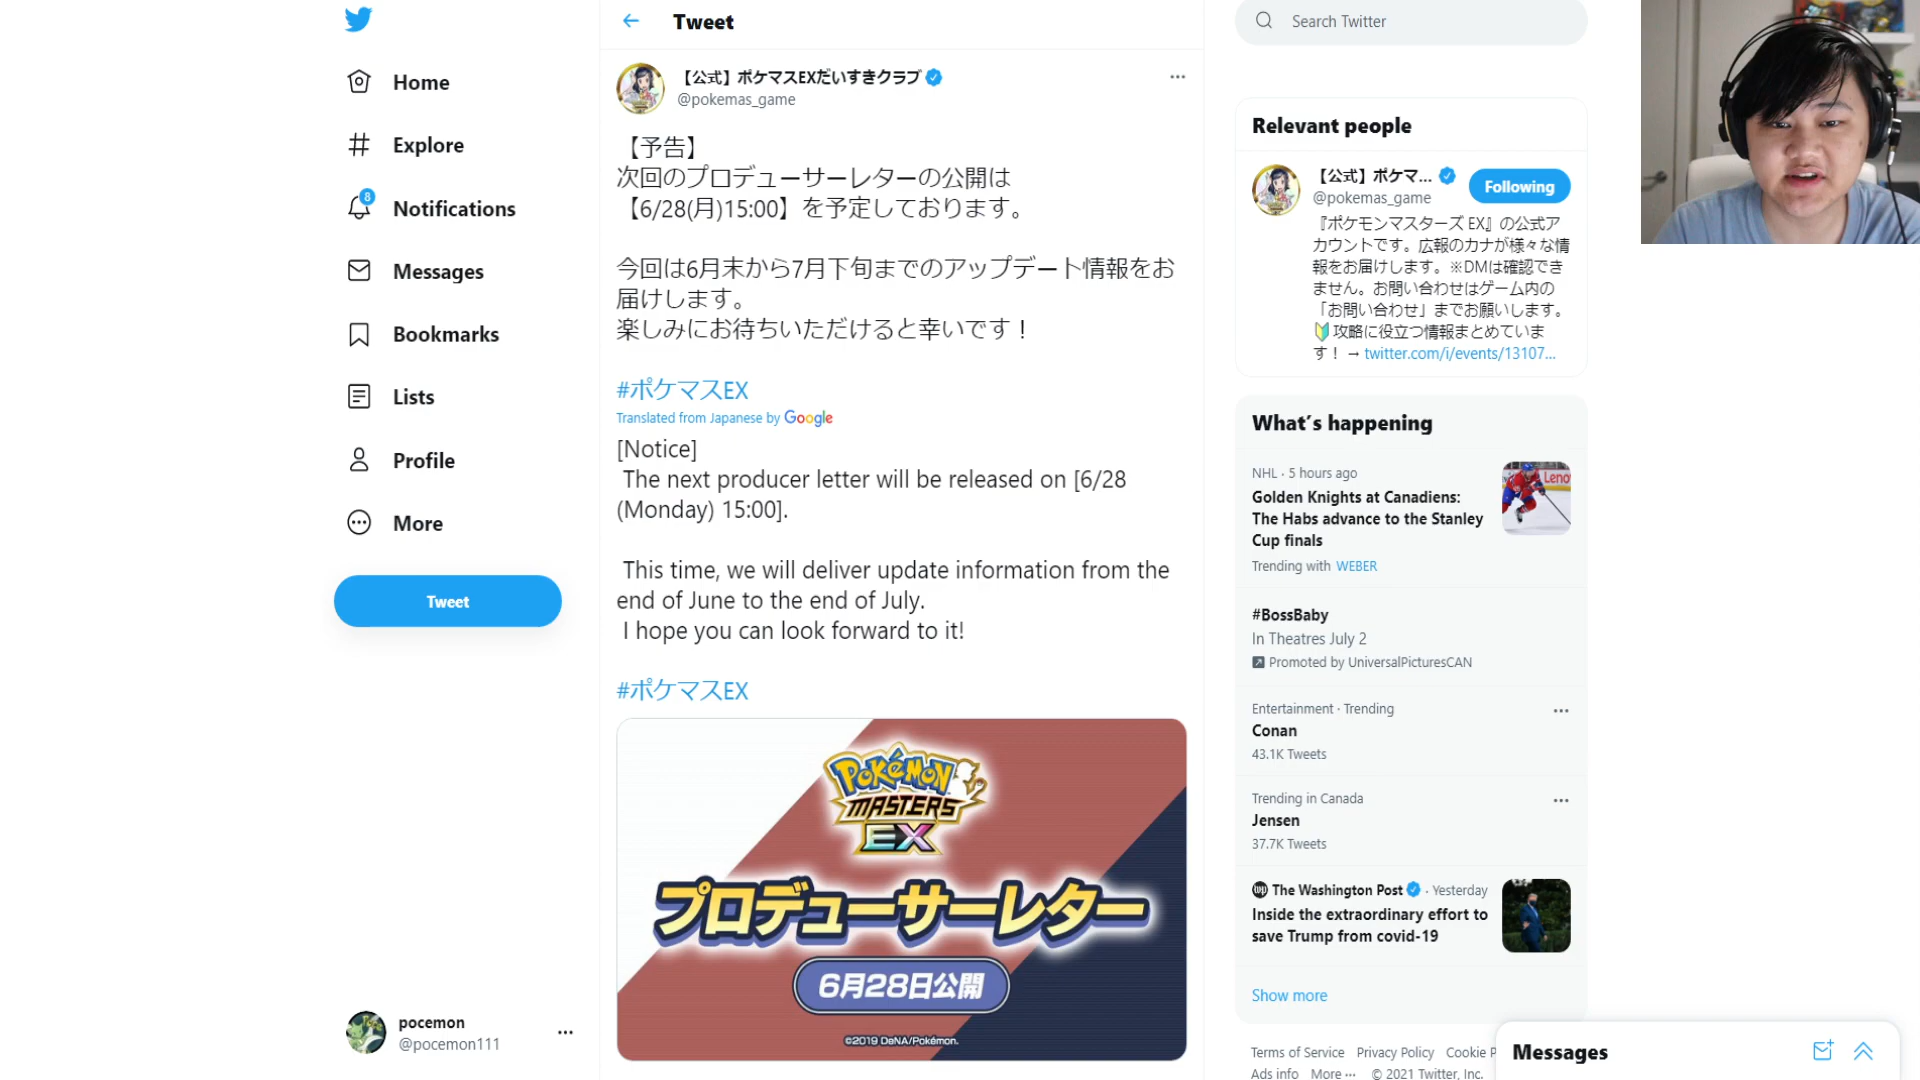 Home
Explore
8
Notifications
Messages
Bookmarks
Lists
Profile
More
Tweet
pocemon
@pocemon111
Tweet
【公式】ポケマスEXだいすきクラブ
@pokemas_game
【予告】
次回のプロデューサーレターの公開は
【6/28(月)15:00】を予定しております。
今回は6月末から7月下旬までのアップデート情報をお
届けします。
楽しみにお待ちいただけると幸いです！
#ポケマスEX
Translated from Japanese by Google
[Notice]
The next producer letter will be released on [6/28
(Monday) 15:00].
This time, we will deliver update information from the
end of June to the end of July.
I hope you can look forward to it!
#ポケマスEX
POKÉMON
MASTERS
EX
プロデューサーレター
6月28日公開
©2019 DeNA/Pokémon.
Search Twitter
Relevant people
【公式】ポケマ...
@pokemas_game
Following
『ポケモンマスターズ EX』の公式ア
カウントです。広報のカナが様々な情
報をお届けします。※DMは確認でき
ません。お問い合わせはゲーム内の
「お問い合わせ」までお願いします。
🔰攻略に役立つ情報まとめていま
す！→ twitter.com/i/events/13107...
What's happening
NHL · 5 hours ago
Golden Knights at Canadiens:
The Habs advance to the Stanley
Cup finals
Trending with WEBER
Leno
#BossBaby
In Theatres July 2
Promoted by UniversalPicturesCAN
Entertainment · Trending
Conan
43.1K Tweets
Trending in Canada
Jensen
37.7K Tweets
wp The Washington Post · Yesterday
Inside the extraordinary effort to
save Trump from covid-19
Show more
Terms of Service Privacy Policy Cookie P
Ads info More ··· © 2021 Twitter, Inc.
Messages